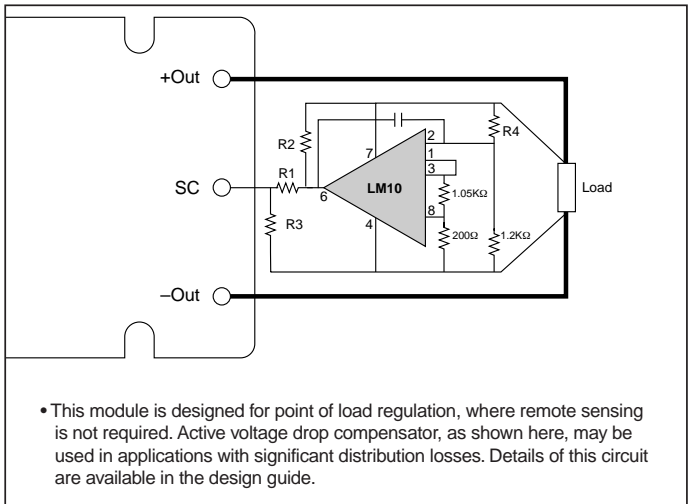 +Out
R2
R4
7
2
1
R1
3
SC
LM10
Load
6
1.05KΩ
R3
8
4
200Ω
1.2KΩ
–Out
• This module is designed for point of load regulation, where remote sensing
is not required. Active voltage drop compensator, as shown here, may be
used in applications with significant distribution losses. Details of this circuit
are available in the design guide.